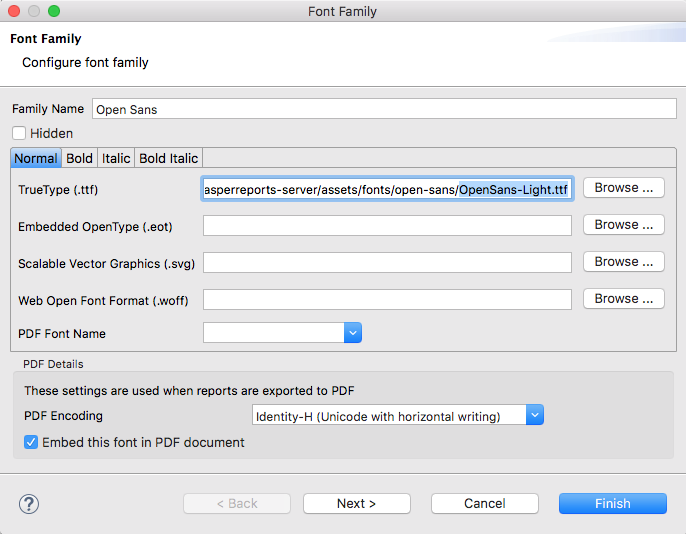 Font Family
Font Family
Configure font family
Family Name Open Sans
Hidden
Normal Bold Italic Bold Italic
TrueType (.ttf) asperreports-server/assets/fonts/open-sans/OpenSans-Light.ttf Browse ...
Embedded OpenType (.eot) Browse ...
Scalable Vector Graphics (.svg) Browse ...
Web Open Font Format (.woff) Browse ...
PDF Font Name
PDF Details
These settings are used when reports are exported to PDF
PDF Encoding Identity-H (Unicode with horizontal writing)
Embed this font in PDF document
? < Back Next > Cancel Finish